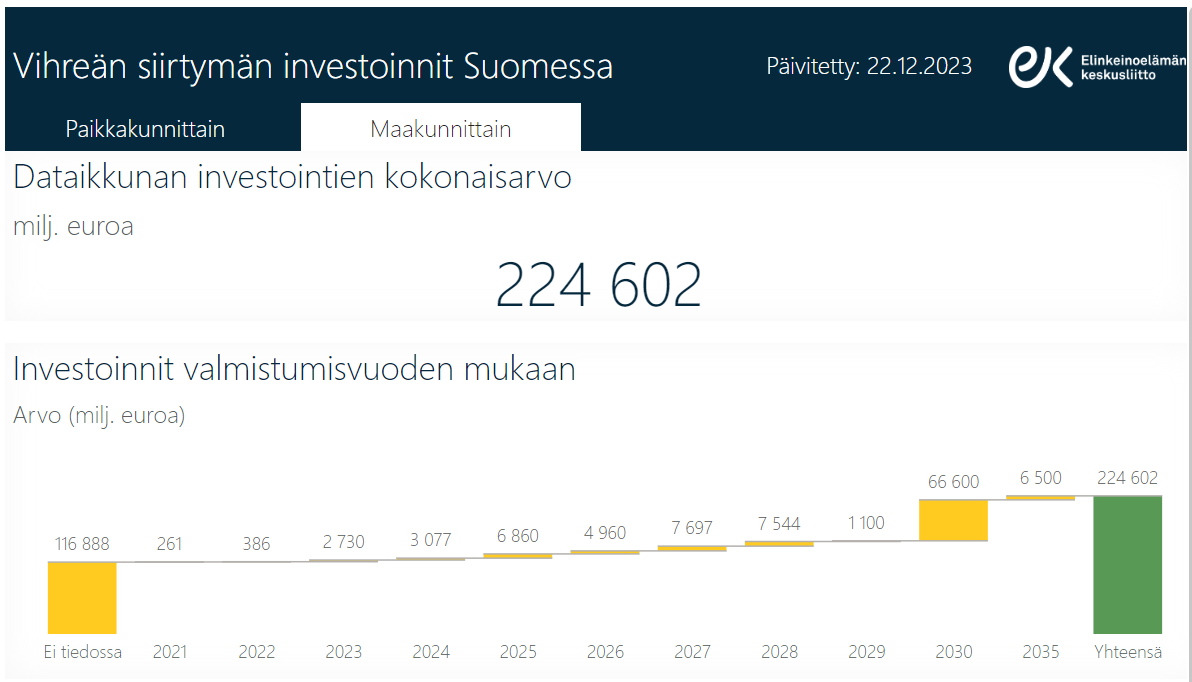 Vihreän siirtymän investoinnit Suomessa
Päivitetty: 22.12.2023
Elinkeinoelämän
keskusliitto
Paikkakunnittain
Maakunnittain
Dataikkunan investointien kokonaisarvo
milj. euroa
224 602
Investoinnit valmistumisvuoden mukaan
Arvo (milj. euroa)
116 888 261 386 2 730 3 077 6 860 4 960 7 697 7 544 1 100 66 600 6 500 224 602
Ei tiedossa 2021 2022 2023 2024 2025 2026 2027 2028 2029 2030 2035 Yhteensä